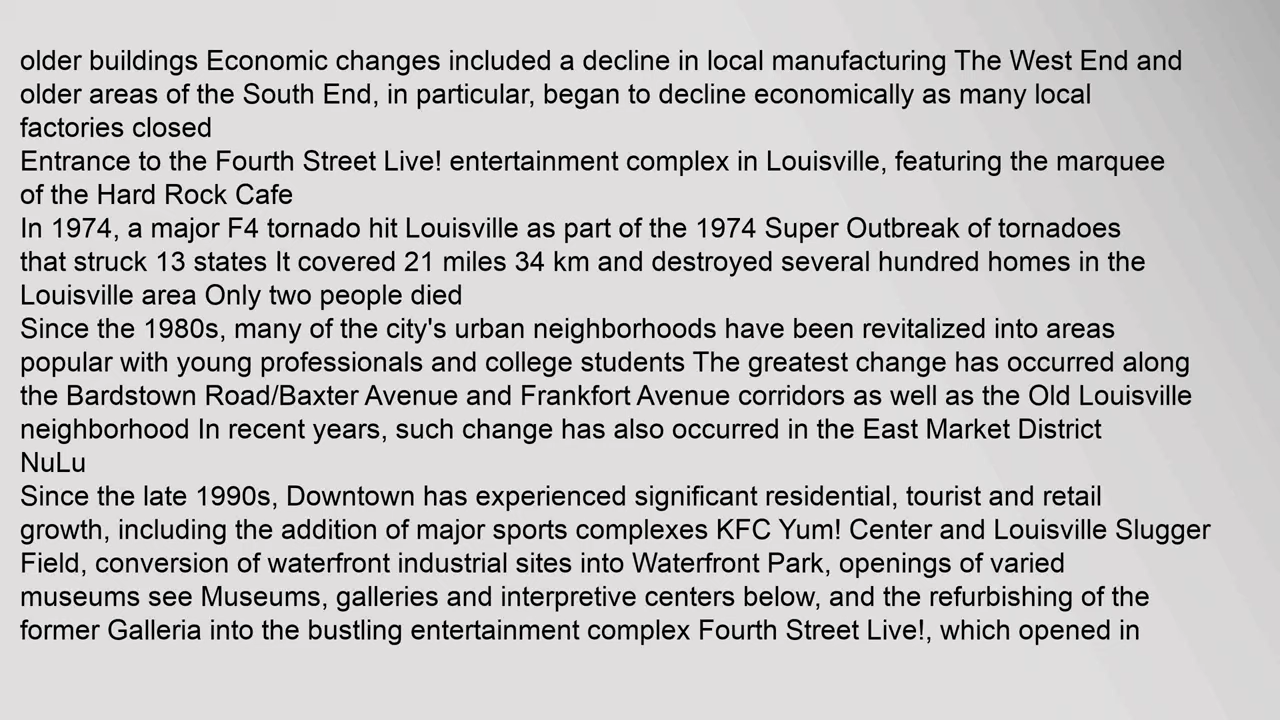 older buildings Economic changes included a decline in local manufacturing The West End and
older areas of the South End, in particular, began to decline economically as many local
factories closed
Entrance to the Fourth Street Live! entertainment complex in Louisville, featuring the marquee
of the Hard Rock Cafe
In 1974, a major F4 tornado hit Louisville as part of the 1974 Super Outbreak of tornadoes
that struck 13 states It covered 21 miles 34 km and destroyed several hundred homes in the
Louisville area Only two people died
Since the 1980s, many of the city's urban neighborhoods have been revitalized into areas
popular with young professionals and college students The greatest change has occurred along
the Bardstown Road/Baxter Avenue and Frankfort Avenue corridors as well as the Old Louisville
neighborhood In recent years, such change has also occurred in the East Market District
NuLu
Since the late 1990s, Downtown has experienced significant residential, tourist and retail
growth, including the addition of major sports complexes KFC Yum! Center and Louisville Slugger
Field, conversion of waterfront industrial sites into Waterfront Park, openings of varied
museums see Museums, galleries and interpretive centers below, and the refurbishing of the
former Galleria into the bustling entertainment complex Fourth Street Live!, which opened in